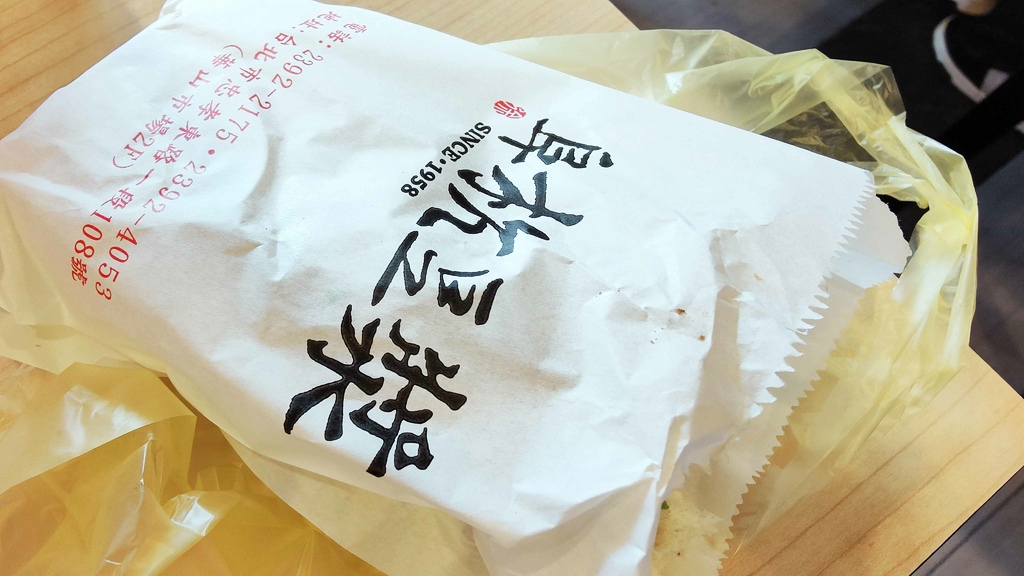 阜杭豆漿
SINCE·1958
電話:2392-2175・2392-4053
地址:台北市忠孝東路一段108號
(華山市場2F)